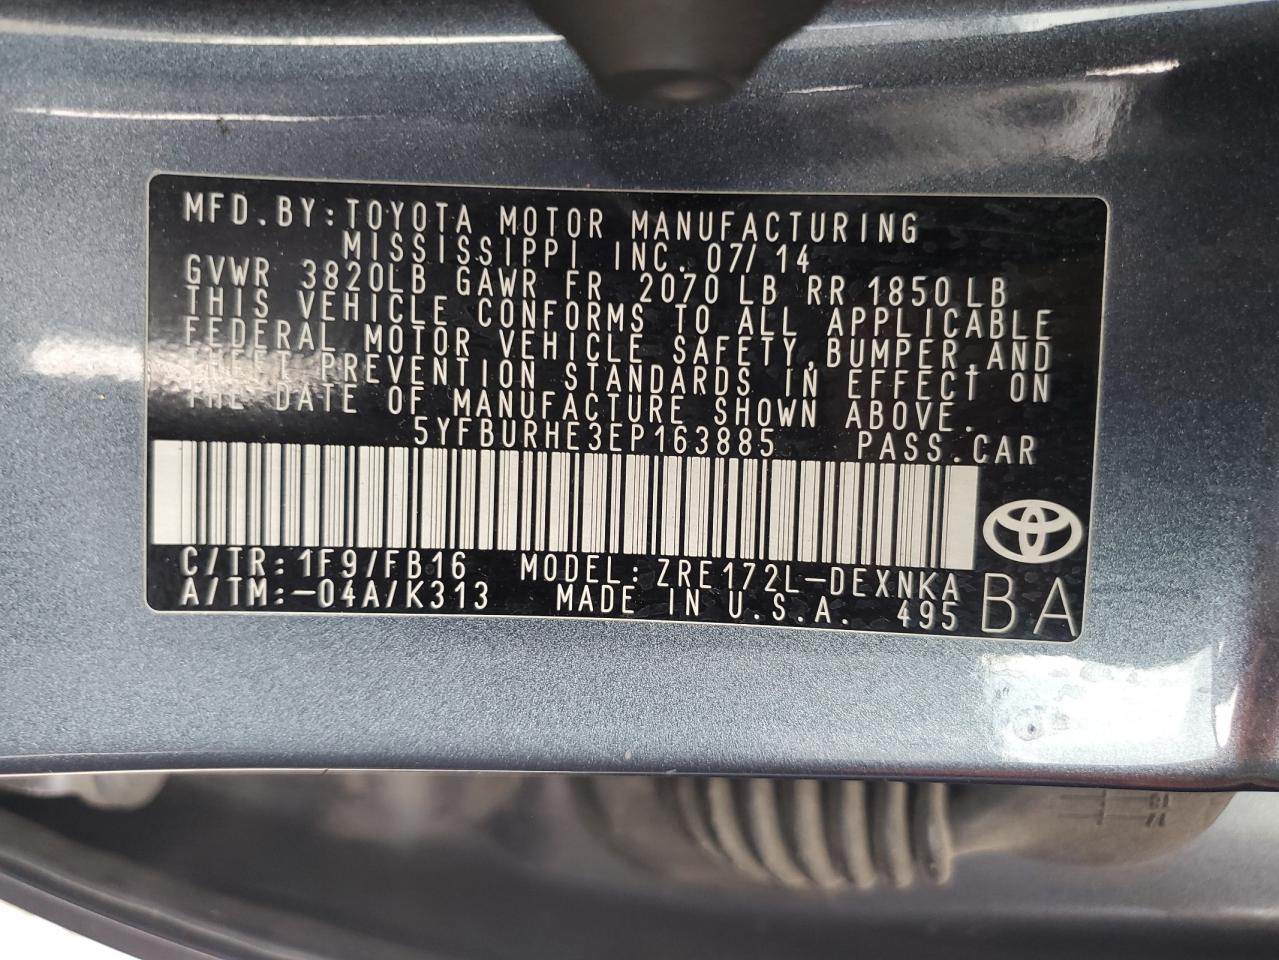 MFD.BY:TOYOTA MOTOR MANUFACTURING
MISSISSIPPI INC. 07/14
GVWR 3820LB GAWR FR 2070LB RR 1850LB
THIS VEHICLE CONFORMS TO ALL APPLICABLE
FEDERAL MOTOR VEHICLE SAFETY,BUMPER,AND
THEFT PREVENTION STANDARDS IN EFFECT ON
THE DATE OF MANUFACTURE SHOWN ABOVE.
5YFBURHE3EP163885 PASS.CAR
C/TR:1F9/FB16 MODEL:ZRE172L-DEXNKA
A/TM:-04A/K313 MADE IN U.S.A. 495 BA